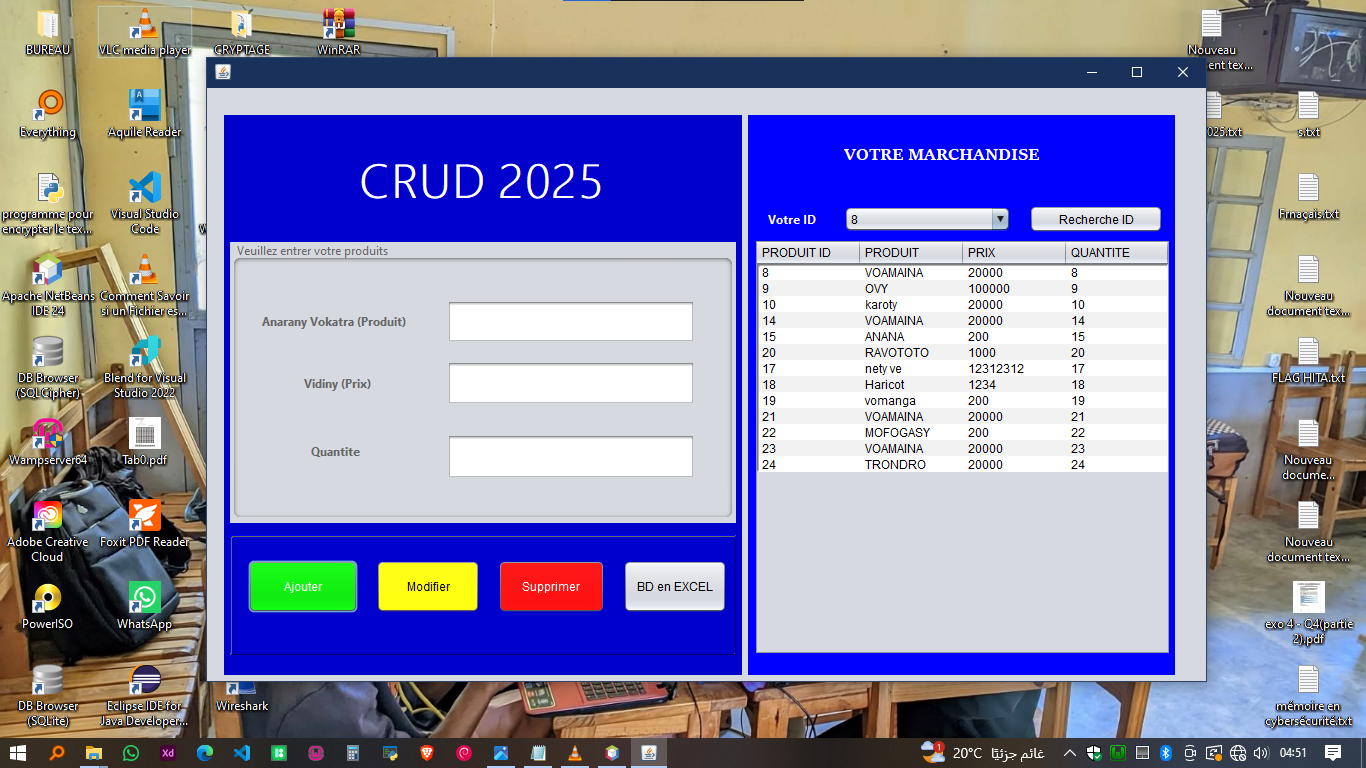 BUREAU
VLC media player
CRYPTAGE
WinRAR
Everything
Aquile Reader
programme pour
encrypter le tex...
Visual Studio
Code
Apache NetBeans
IDE 24
Comment Savoir
si un Fichier es...
DB Browser
(SQLCipher)
Blend for Visual
Studio 2022
Wampserver64
Tab0.pdf
Adobe Creative
Cloud
Foxit PDF Reader
PowerISO
WhatsApp
DB Browser
(SQLite)
Eclipse IDE for
Java Developer...
Wireshark
CRUD 2025
Veuillez entrer votre produits
Anarany Vokatra (Produit)
Vidiny (Prix)
Quantite
Ajouter
Modifier
Supprimer
BD en EXCEL
VOTRE MARCHANDISE
Votre ID
8
Recherche ID
PRODUIT ID PRODUIT PRIX QUANTITE
8 VOAMAINA 20000 8
9 OVY 100000 9
10 karoty 20000 10
14 VOAMAINA 20000 14
15 ANANA 200 15
20 RAVOTOTO 1000 20
17 nety ve 12312312 17
18 Haricot 1234 18
19 vomanga 200 19
21 VOAMAINA 20000 21
22 MOFOGASY 200 22
23 VOAMAINA 20000 23
24 TRONDRO 20000 24
Nouveau
ent tex...
025.txt
s.txt
Frnaçais.txt
Nouveau
document tex...
FLAG HITA.txt
Nouveau
docume...
Nouveau
document tex...
exo 4 - Q4(partie
2).pdf
mémoire en
cybersécurité.txt
Xd
1
20°C غائم جزئيًا
04:51